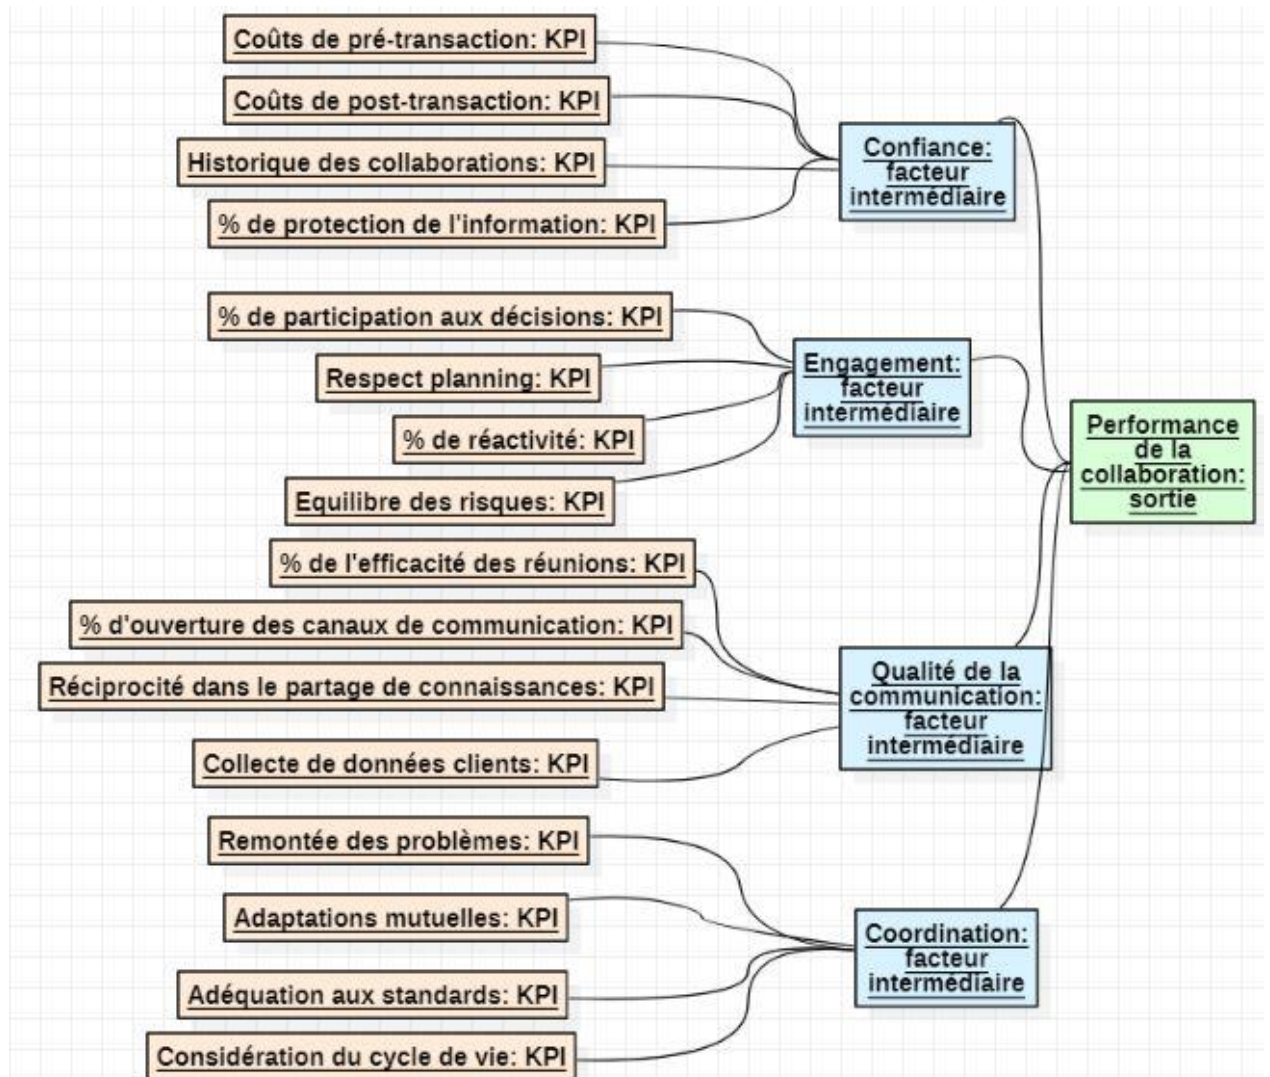 Coûts de pré-transaction: KPI
Coûts de post-transaction: KPI
Historique des collaborations: KPI
% de protection de l'information: KPI
Confiance:
facteur
intermédiaire
% de participation aux décisions: KPI
Respect planning: KPI
% de réactivité: KPI
Equilibre des risques: KPI
Engagement:
facteur
intermédiaire
Performance
de la
collaboration:
sortie
% de l'efficacité des réunions: KPI
% d'ouverture des canaux de communication: KPI
Réciprocité dans le partage de connaissances: KPI
Collecte de données clients: KPI
Qualité de la
communication:
facteur
intermédiaire
Remontée des problèmes: KPI
Adaptations mutuelles: KPI
Adéquation aux standards: KPI
Considération du cycle de vie: KPI
Coordination:
facteur
intermédiaire